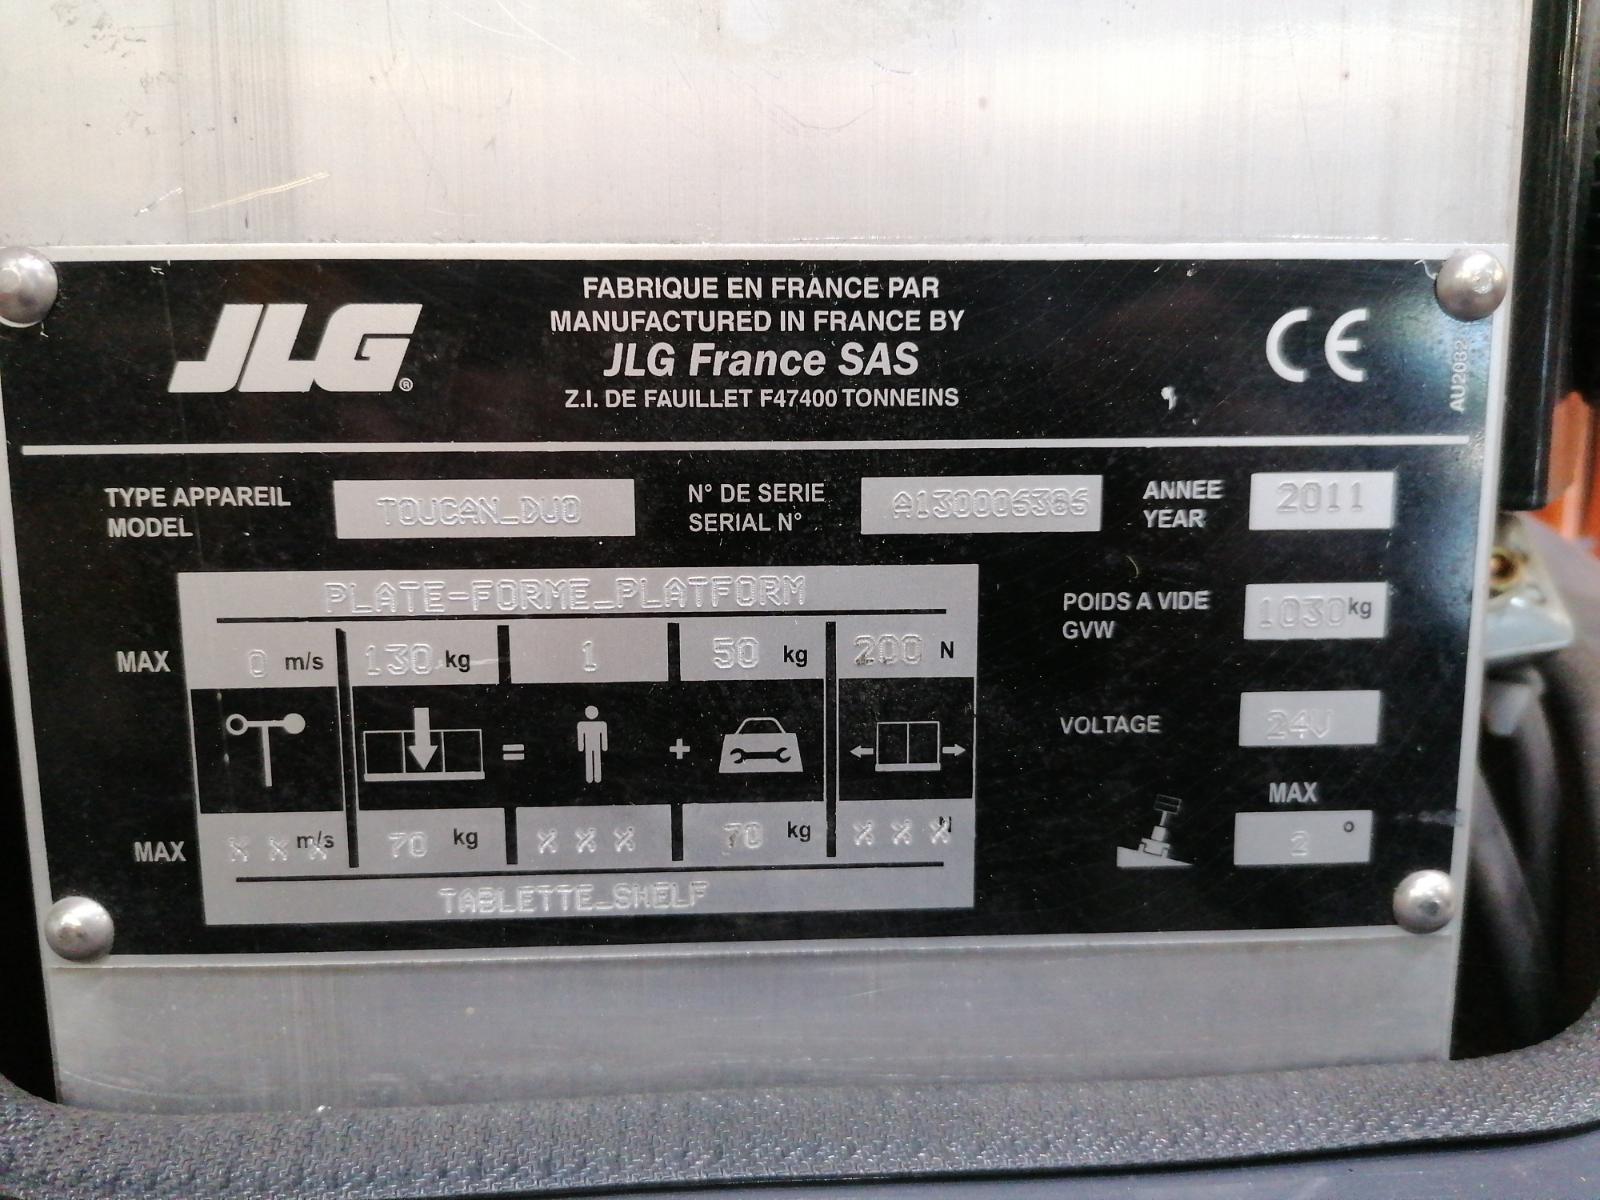 JLG®
FABRIQUE EN FRANCE PAR
MANUFACTURED IN FRANCE BY
JLG France SAS
Z.I. DE FAUILLET F47400 TONNEINS
CE
AU2082
TYPE APPAREIL
MODEL
TOUCAN_DUO
N° DE SERIE
SERIAL N°
A130006386
ANNEE
YEAR
2011
PLATE-FORME_PLATFORM
MAX 0 m/s 130 kg 1 50 kg 200 N
= +
MAX X X X m/s 70 kg X X X 70 kg X X X N
TABLETTE_SHELF
POIDS A VIDE
GVW
1030 kg
VOLTAGE 24V
MAX
2 °